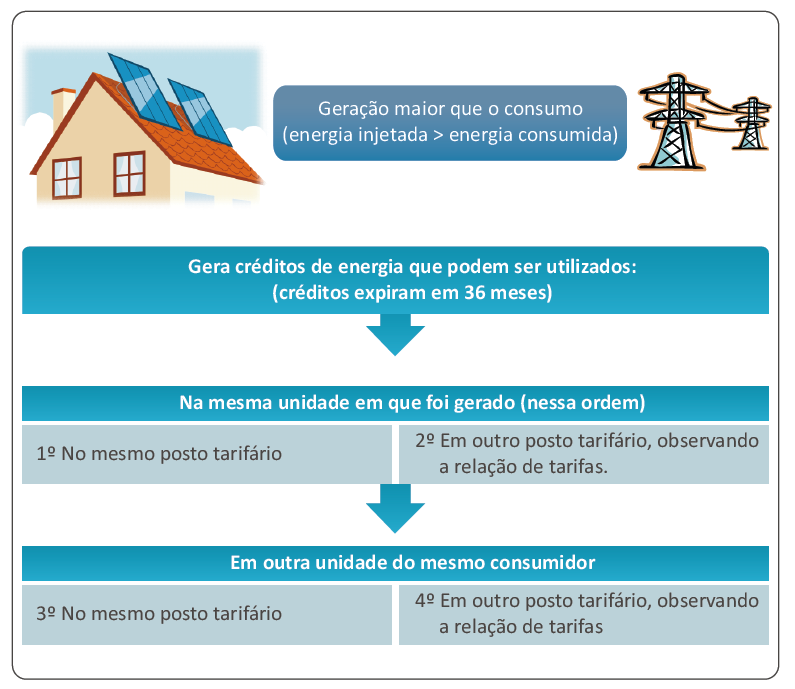 Geração maior que o consumo
(energia injetada > energia consumida)
Gera créditos de energia que podem ser utilizados:
(créditos expiram em 36 meses)
Na mesma unidade em que foi gerado (nessa ordem)
1º No mesmo posto tarifário
2º Em outro posto tarifário, observando
a relação de tarifas.
Em outra unidade do mesmo consumidor
3º No mesmo posto tarifário
4º Em outro posto tarifário, observando
a relação de tarifas